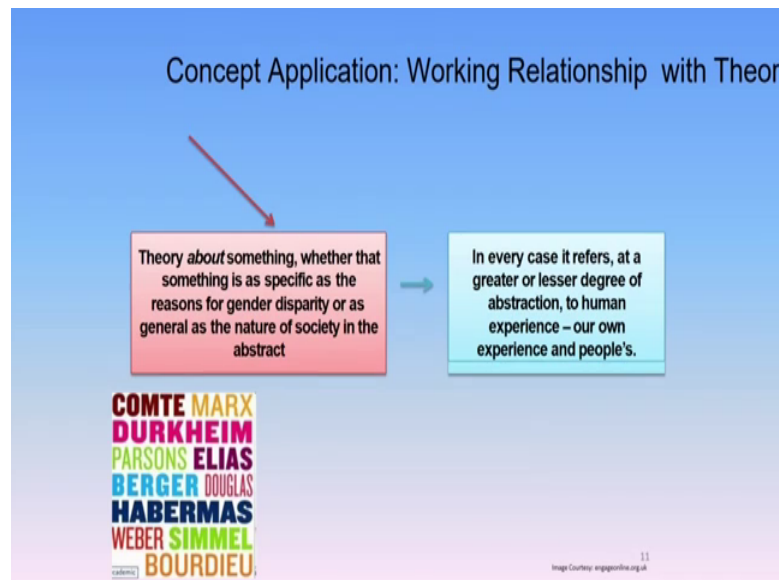 Concept Application: Working Relationship with Theor
Theory about something, whether that
something is as specific as the
reasons for gender disparity or as
general as the nature of society in the
abstract
In every case it refers, at a
greater or lesser degree of
abstraction, to human
experience – our own
experience and people's.
COMTE MARX
DURKHEIM
PARSONS ELIAS
BERGER DOUGLAS
HABERMAS
WEBER SIMMEL
academic BOURDIEU
11
Image Courtesy: engageonline.org.uk